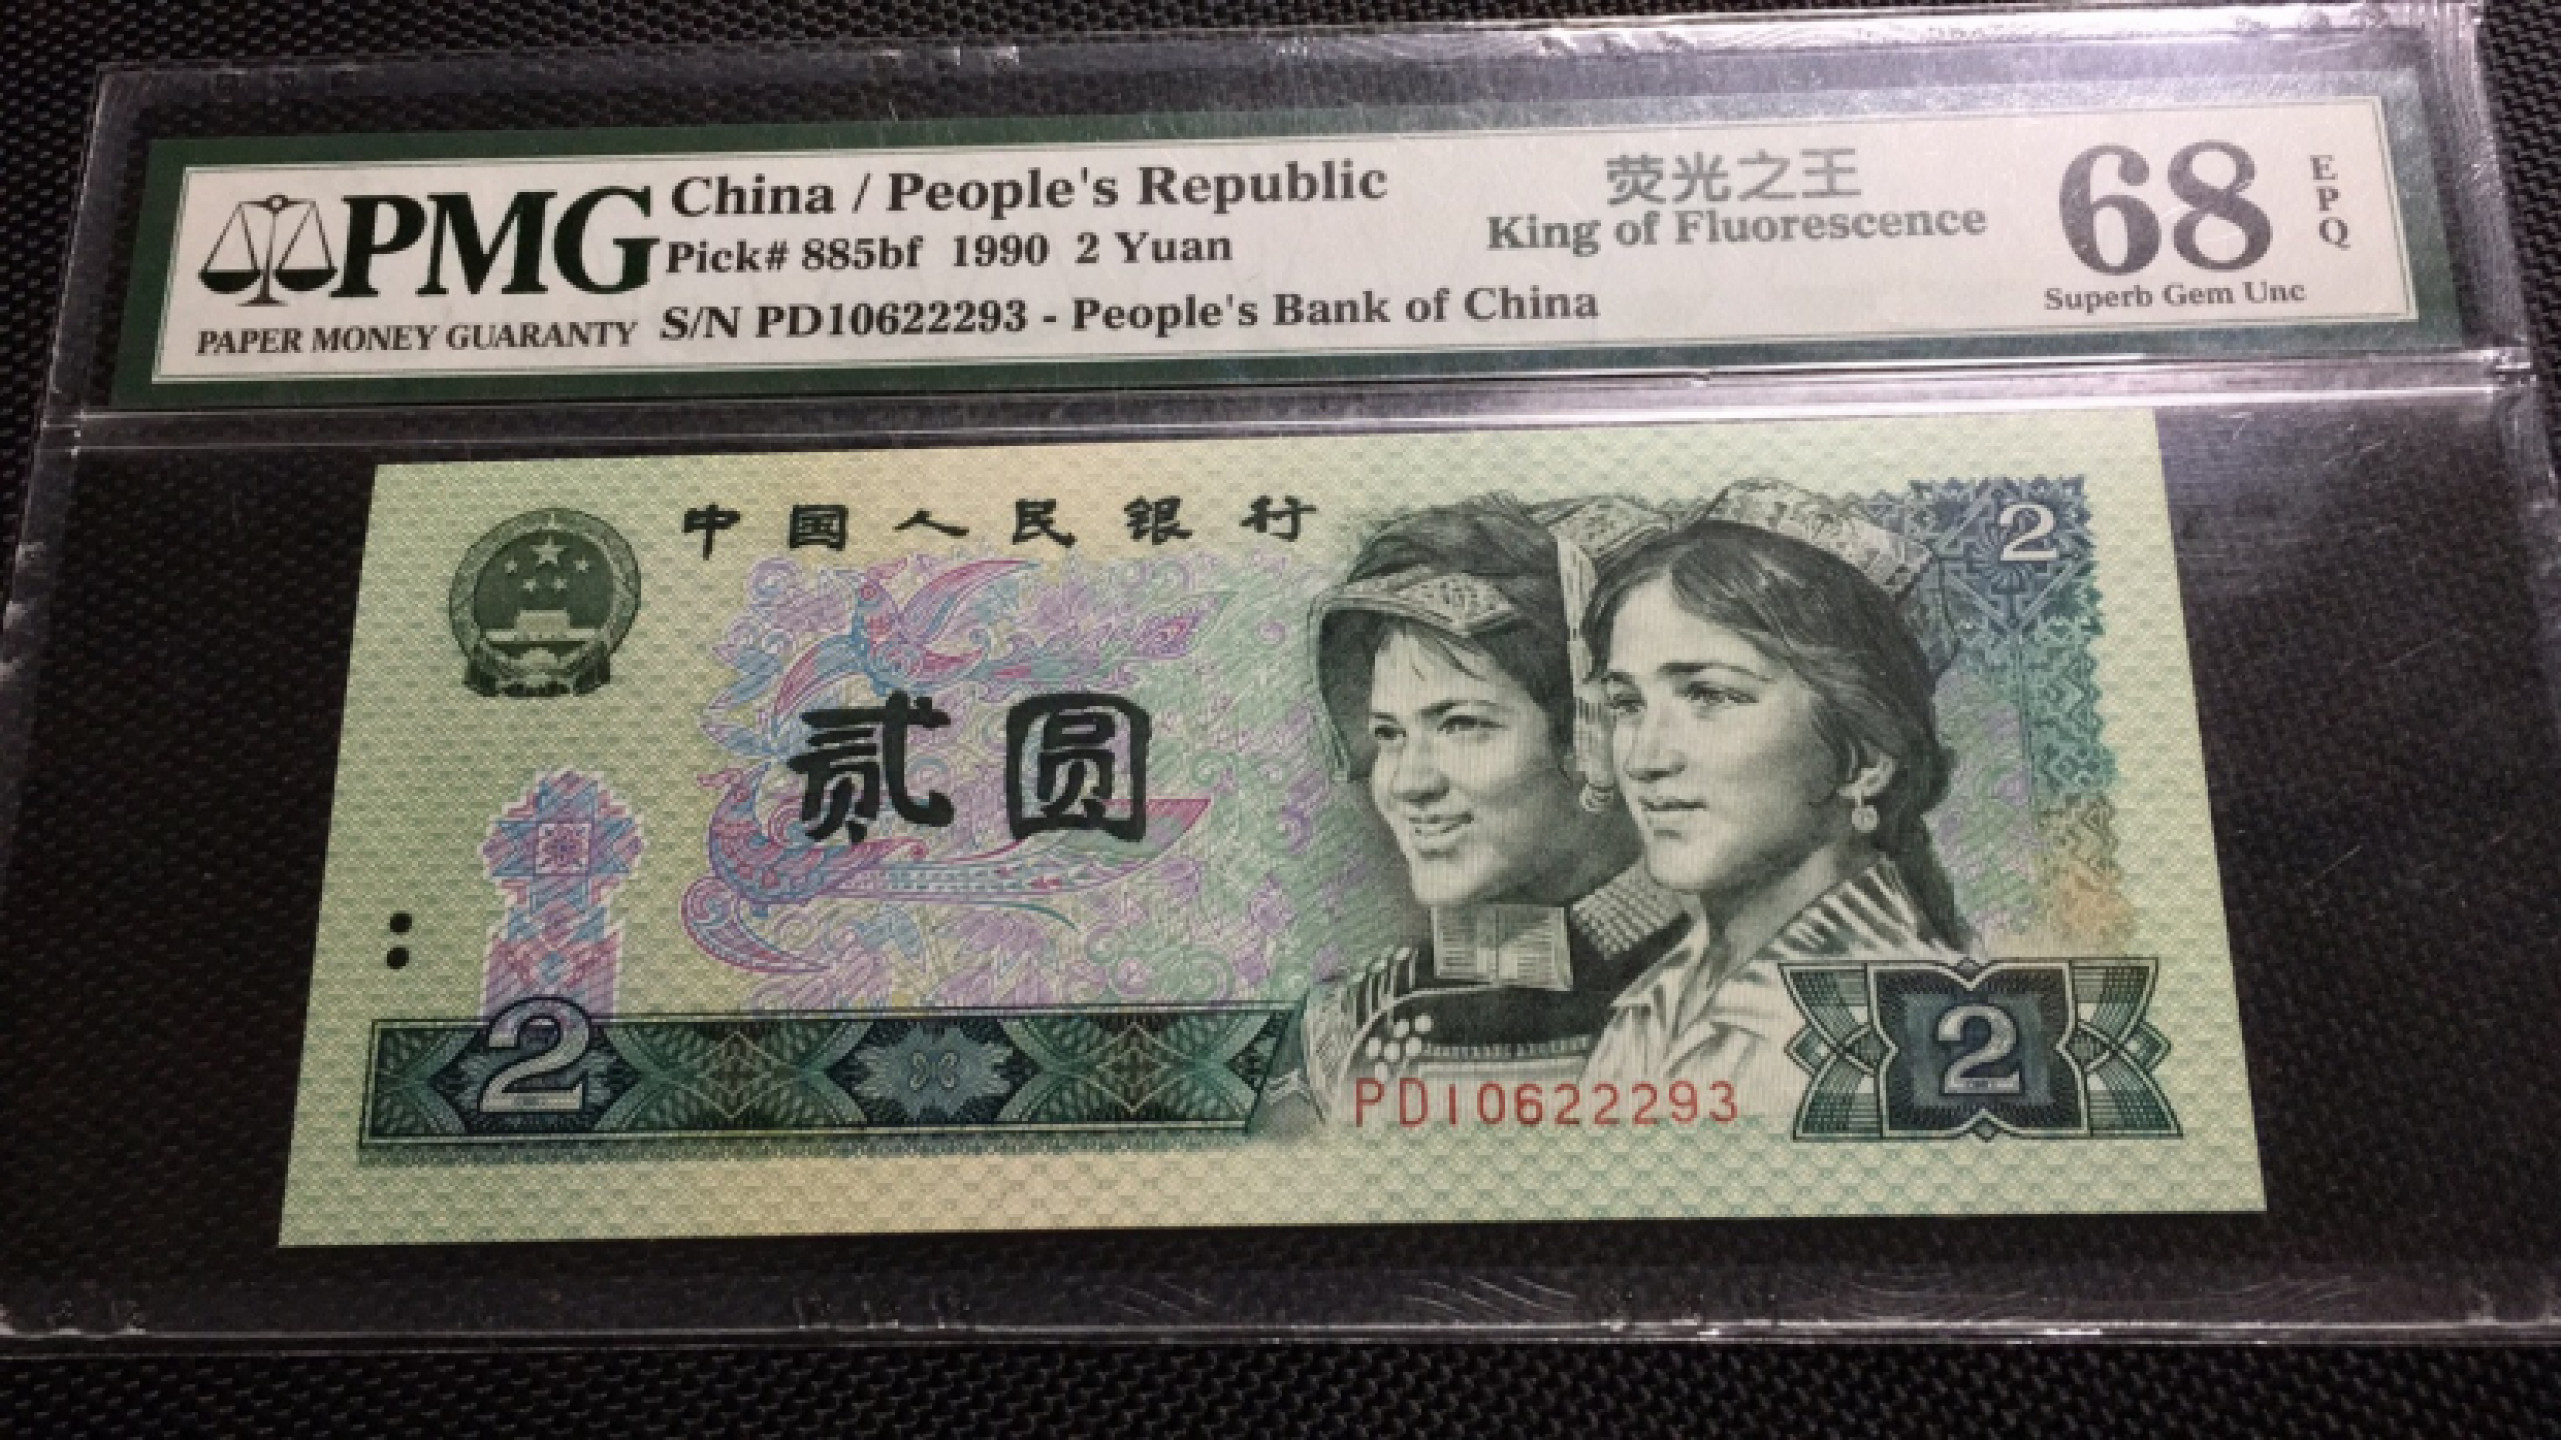 PMG
PAPER MONEY GUARANTY
China / People's Republic
Pick# 885bf 1990 2 Yuan
S/N PD10622293 - People's Bank of China
荧光之王
King of Fluorescence
68
EPQ
Superb Gem Unc
中国人民银行
2
贰圆
2
PD10622293
2